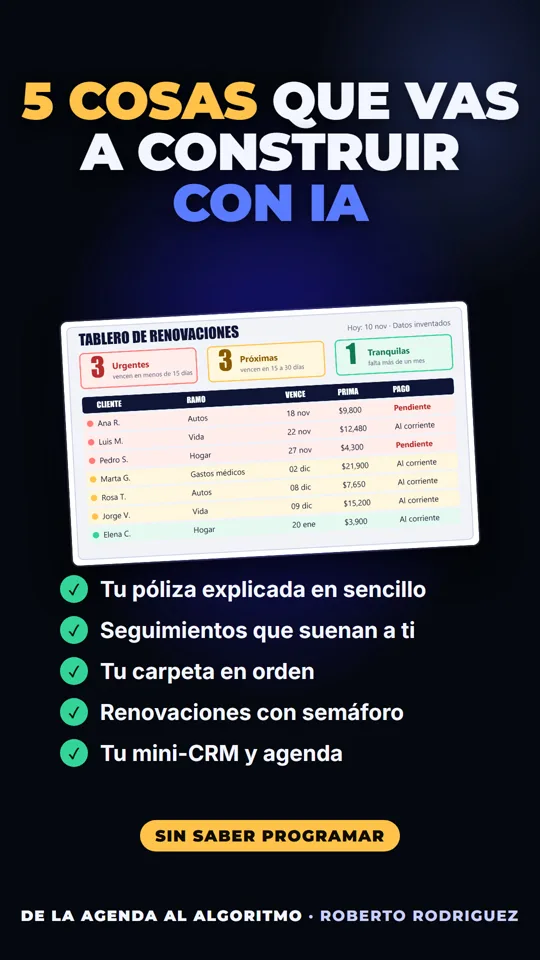 5 COSAS QUE VAS
A CONSTRUIR
CON IA
TABLERO DE RENOVACIONES
Hoy: 10 nov · Datos inventados
3 Urgentes
vencen en menos de 15 días
3 Próximas
vencen en 15 a 30 días
1 Tranquilas
falta más de un mes
CLIENTE RAMO VENCE PRIMA PAGO
Ana R. Autos 18 nov $9,800 Pendiente
Luis M. Vida 22 nov $12,480 Al corriente
Pedro S. Hogar 27 nov $4,300 Pendiente
Marta G. Gastos médicos 02 dic $21,900 Al corriente
Rosa T. Autos 08 dic $7,650 Al corriente
Jorge V. Vida 09 dic $15,200 Al corriente
Elena C. Hogar 20 ene $3,900 Al corriente
✓ Tu póliza explicada en sencillo
✓ Seguimientos que suenan a ti
✓ Tu carpeta en orden
✓ Renovaciones con semáforo
✓ Tu mini-CRM y agenda
SIN SABER PROGRAMAR
DE LA AGENDA AL ALGORITMO · ROBERTO RODRIGUEZ